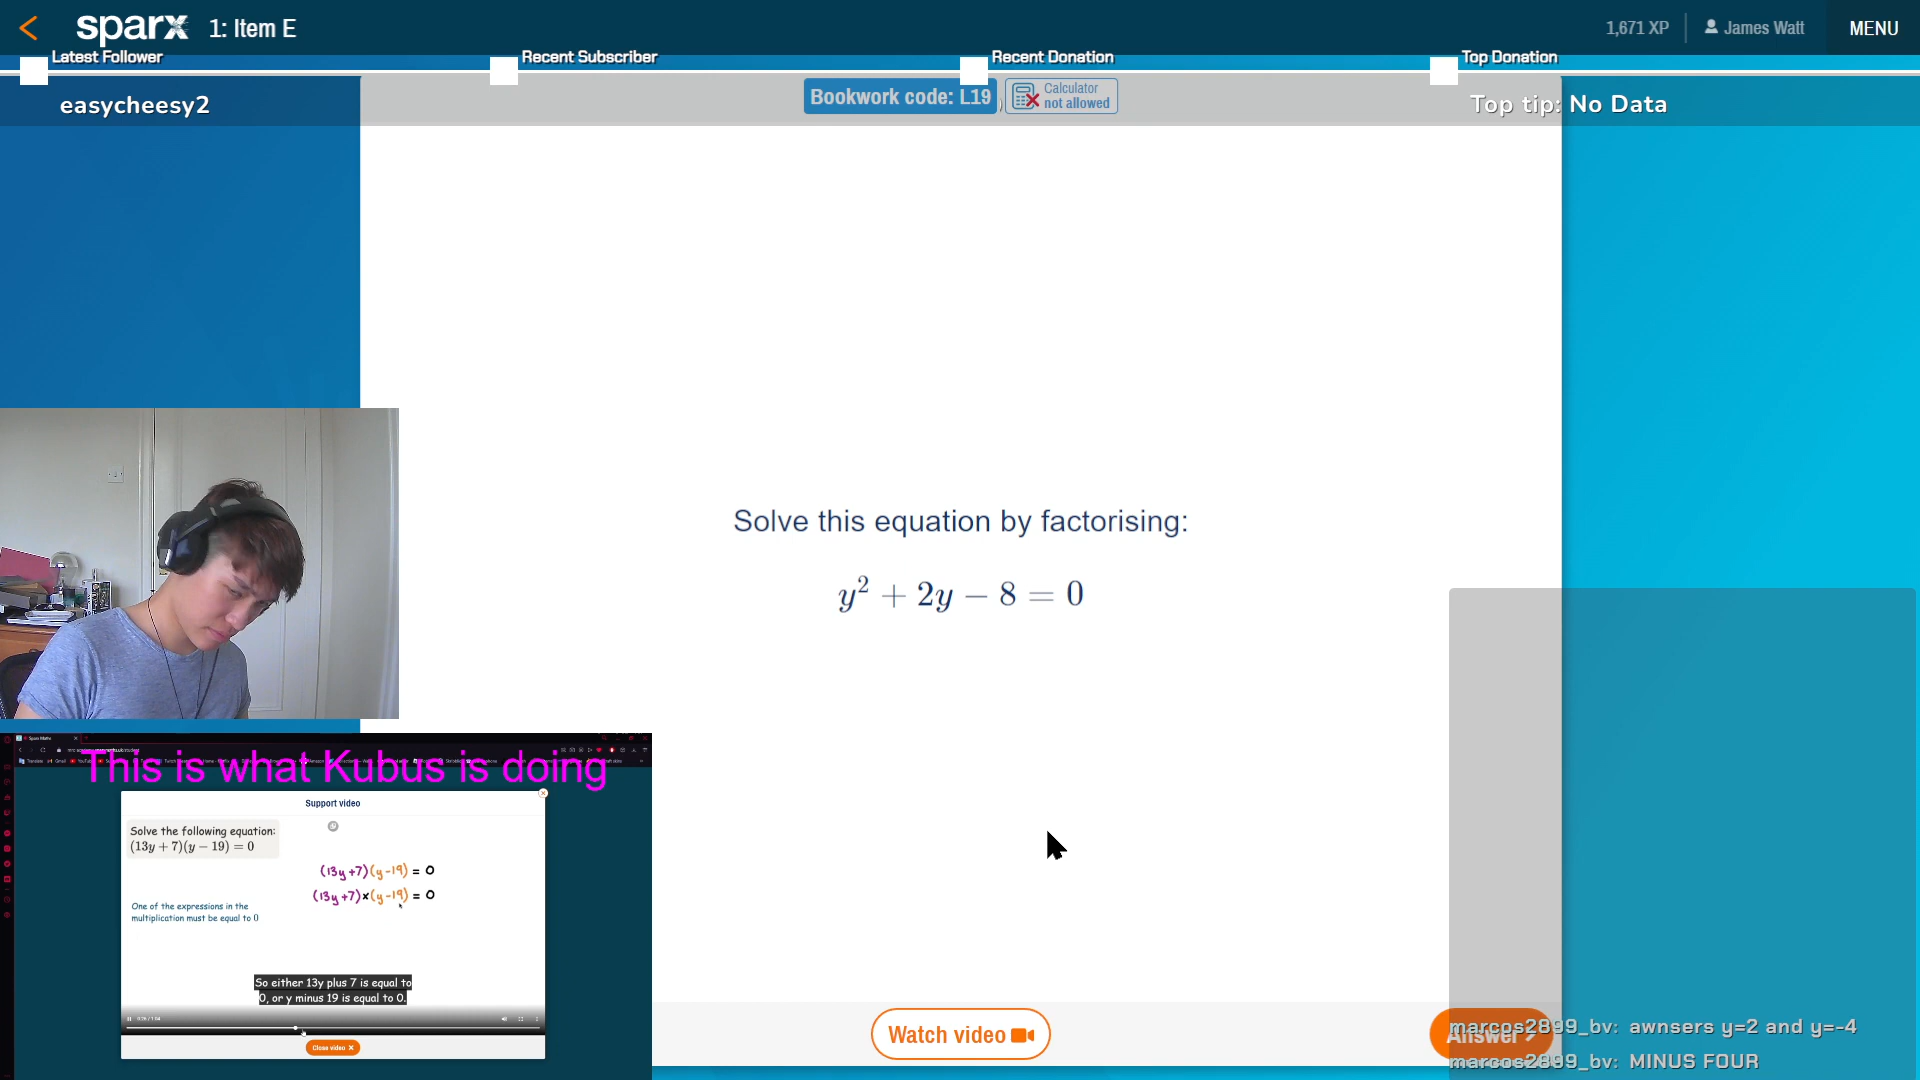 sparx 1: Item E 1,671 XP James Watt MENU
Latest Follower Recent Subscriber Recent Donation Top Donation
easycheesy2 Bookwork code: L19 Calculator not allowed Top tip: No Data
Solve this equation by factorising:
y² + 2y − 8 = 0
This is what Kubus is doing
Support video
Solve the following equation:
(13y + 7)(y − 19) = 0
(13y +7)(y -19) = 0
(13y +7)×(y -19) = 0
One of the expressions in the
multiplication must be equal to 0
So either 13y plus 7 is equal to
0, or y minus 19 is equal to 0.
Close video ×
Watch video
Answer
marcos2899_bv: awnsers y=2 and y=-4
marcos2899_bv: MINUS FOUR